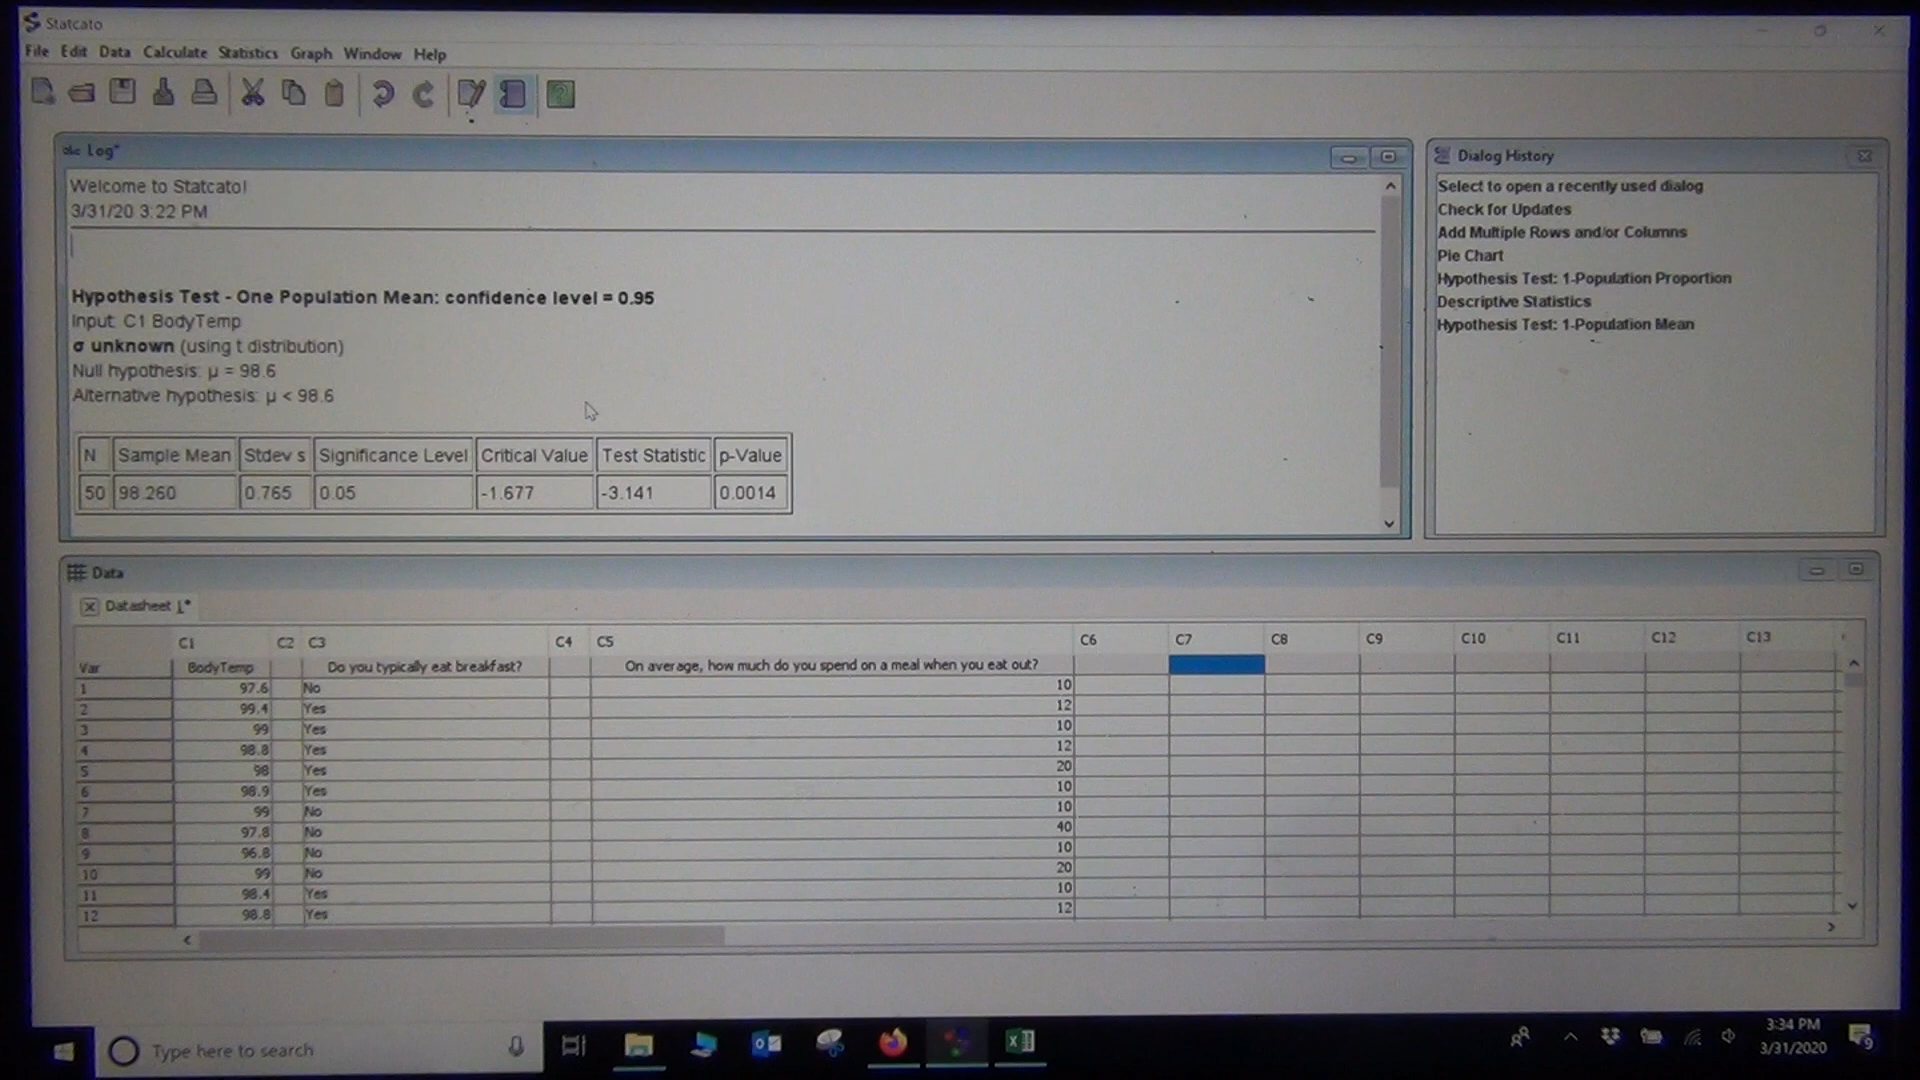 Statcato
File Edit Data Calculate Statistics Graph Window Help
Log*
Welcome to Statcato!
3/31/20 3:22 PM
Hypothesis Test - One Population Mean: confidence level = 0.95
Input: C1 BodyTemp
σ unknown (using t distribution)
Null hypothesis: μ = 98.6
Alternative hypothesis: μ < 98.6
N Sample Mean Stdev s Significance Level Critical Value Test Statistic p-Value
50 98.260 0.765 0.05 -1.677 -3.141 0.0014
Dialog History
Select to open a recently used dialog
Check for Updates
Add Multiple Rows and/or Columns
Pie Chart
Hypothesis Test: 1-Population Proportion
Descriptive Statistics
Hypothesis Test: 1-Population Mean
Data
Datasheet 1*
C1 C2 C3 C4 C5 C6 C7 C8 C9 C10 C11 C12 C13
Var BodyTemp Do you typically eat breakfast? On average, how much do you spend on a meal when you eat out?
1 97.6 No 10
2 99.4 Yes 12
3 99 Yes 10
4 98.8 Yes 12
5 98 Yes 20
6 98.9 Yes 10
7 99 No 10
8 97.8 No 40
9 96.8 No 10
10 99 No 20
11 98.4 Yes 10
12 98.8 Yes 12
Type here to search
3:34 PM
3/31/2020
9